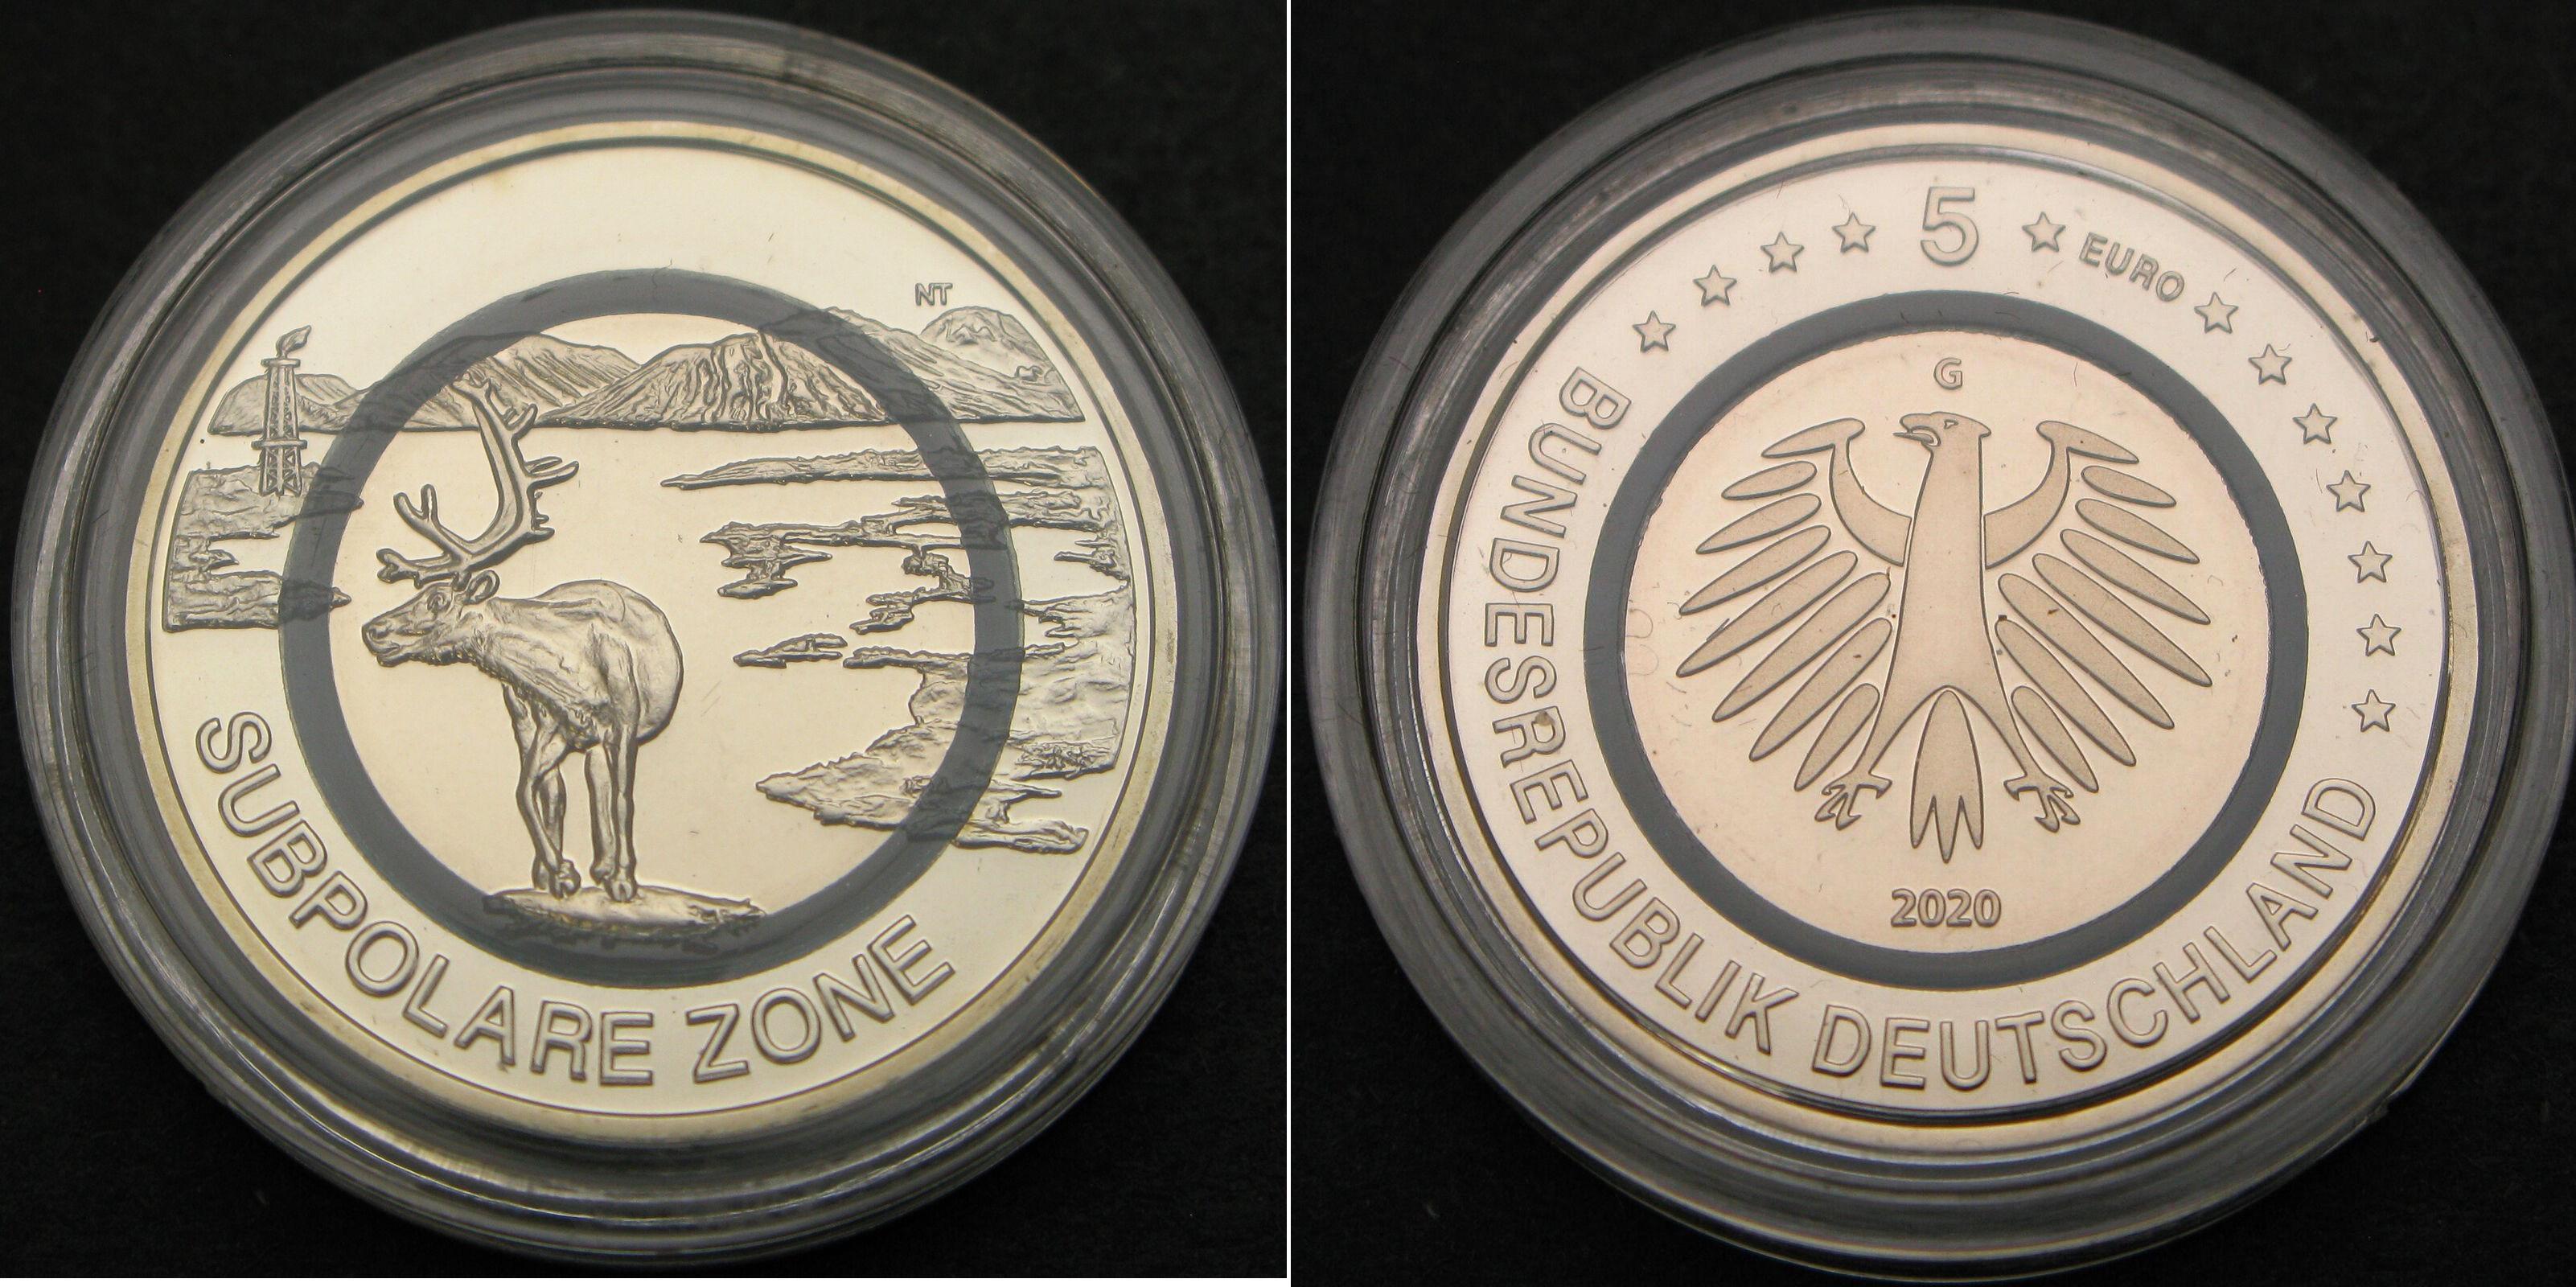 NT
SUBPOLARE ZONE
5 EURO
G
BUNDESREPUBLIK DEUTSCHLAND
2020